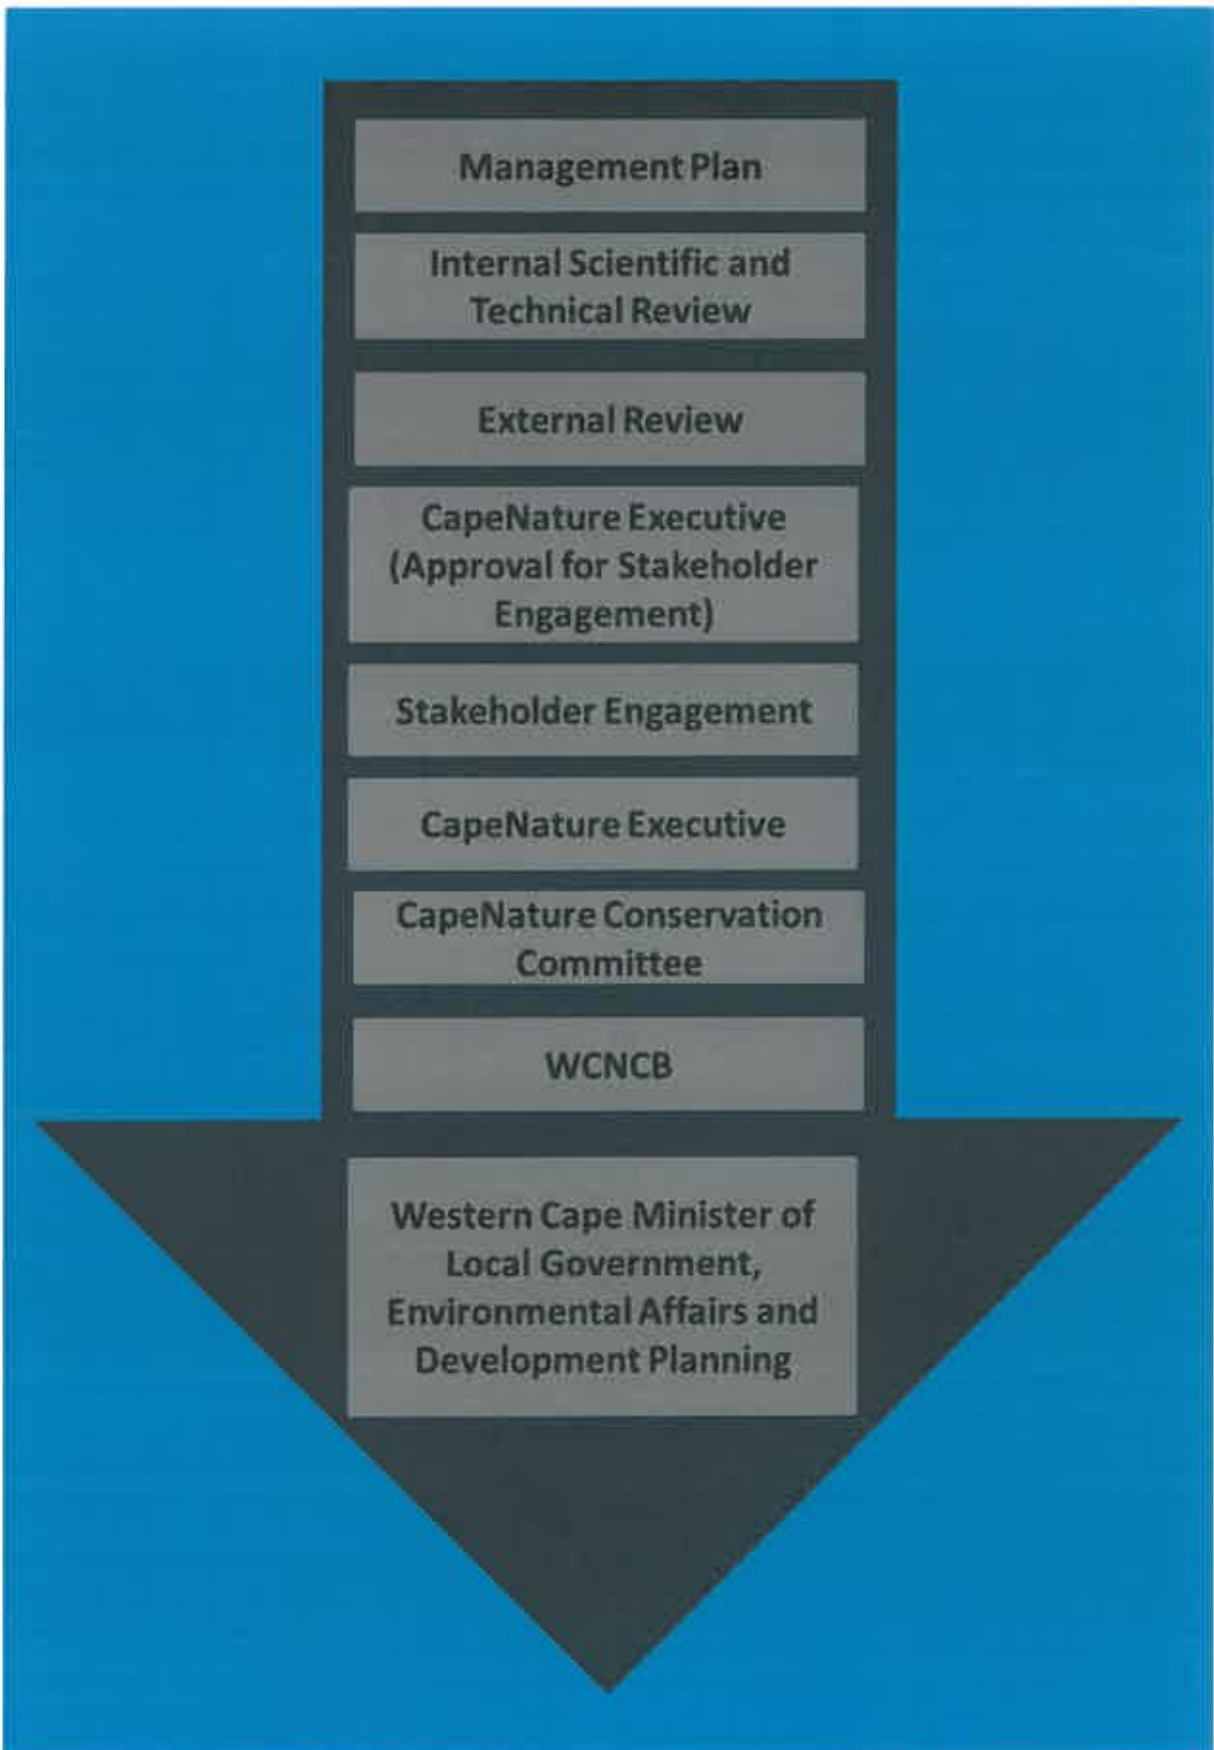 Management Plan
Internal Scientific and
Technical Review
External Review
CapeNature Executive
(Approval for Stakeholder
Engagement)
Stakeholder Engagement
CapeNature Executive
CapeNature Conservation
Committee
WCNCB
Western Cape Minister of
Local Government,
Environmental Affairs and
Development Planning